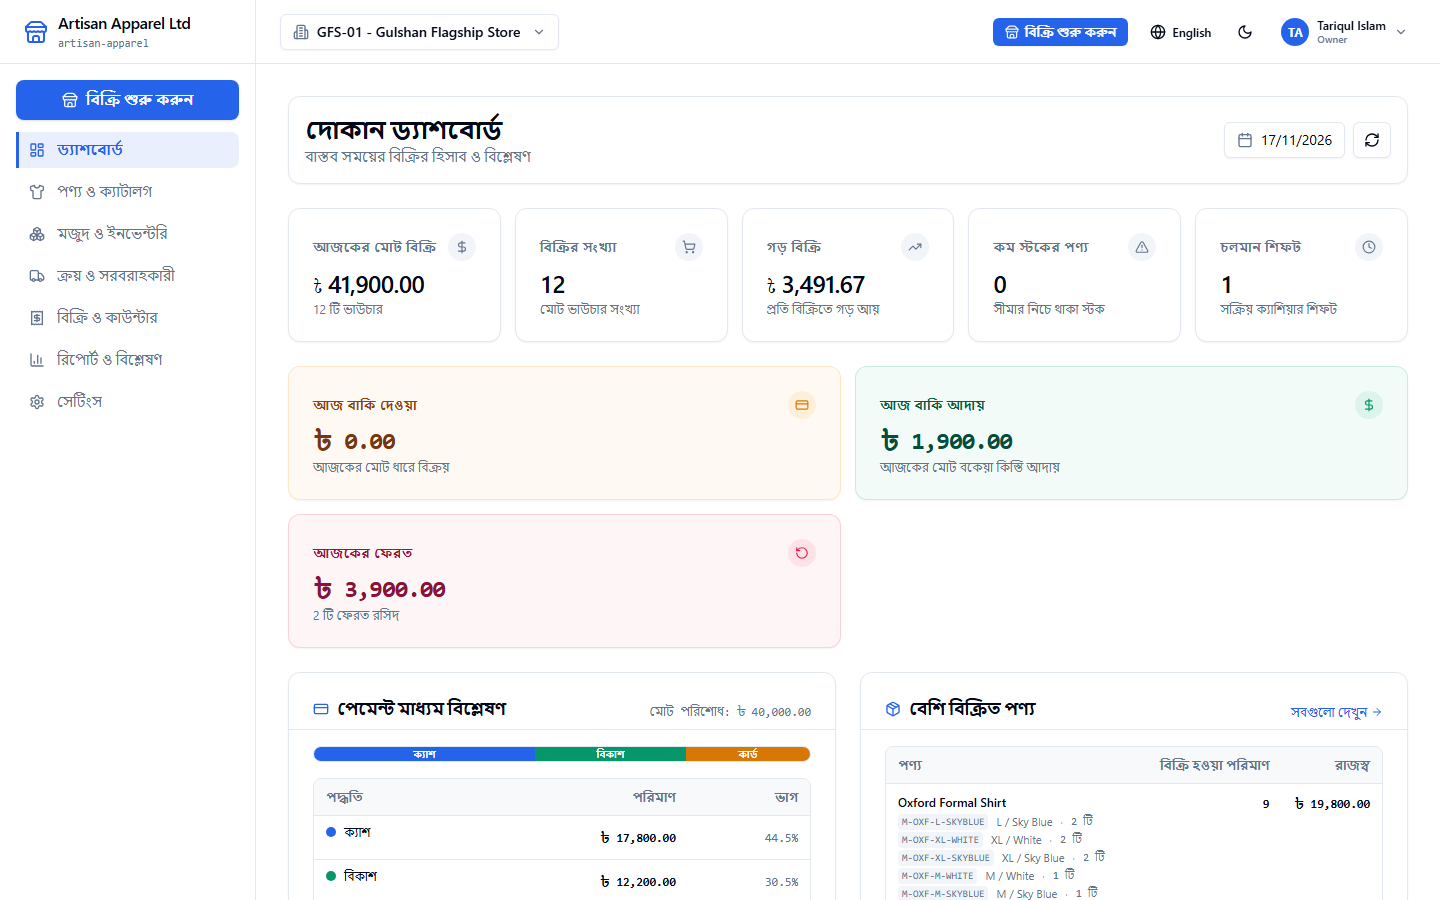 Artisan Apparel Ltd
artisan-apparel
GFS-01 - Gulshan Flagship Store
বিক্রি শুরু করুন
English
TA
Tariqul Islam
Owner
বিক্রি শুরু করুন
ড্যাশবোর্ড
পণ্য ও ক্যাটালগ
মজুদ ও ইনভেন্টরি
ক্রয় ও সরবরাহকারী
বিক্রি ও কাউন্টার
রিপোর্ট ও বিশ্লেষণ
সেটিংস
দোকান ড্যাশবোর্ড
বাস্তব সময়ের বিক্রির হিসাব ও বিশ্লেষণ
17/11/2026
আজকের মোট বিক্রি
৳ 41,900.00
12 টি ভাউচার
বিক্রির সংখ্যা
12
মোট ভাউচার সংখ্যা
গড় বিক্রি
৳ 3,491.67
প্রতি বিক্রিতে গড় আয়
কম স্টকের পণ্য
0
সীমার নিচে থাকা স্টক
চলমান শিফট
1
সক্রিয় ক্যাশিয়ার শিফট
আজ বাকি দেওয়া
৳ 0.00
আজকের মোট ধারে বিক্রয়
আজ বাকি আদায়
৳ 1,900.00
আজকের মোট বকেয়া কিস্তি আদায়
আজকের ফেরত
৳ 3,900.00
2 টি ফেরত রসিদ
পেমেন্ট মাধ্যম বিশ্লেষণ
মোট পরিশোধ: ৳ 40,000.00
ক্যাশ বিকাশ কার্ড
পদ্ধতি পরিমাণ ভাগ
ক্যাশ ৳ 17,800.00 44.5%
বিকাশ ৳ 12,200.00 30.5%
বেশি বিক্রিত পণ্য
সবগুলো দেখুন →
পণ্য বিক্রি হওয়া পরিমাণ রাজস্ব
Oxford Formal Shirt 9 ৳ 19,800.00
M-OXF-L-SKYBLUE L / Sky Blue · 2 টি
M-OXF-XL-WHITE XL / White · 2 টি
M-OXF-XL-SKYBLUE XL / Sky Blue · 2 টি
M-OXF-M-WHITE M / White · 1 টি
M-OXF-M-SKYBLUE M / Sky Blue · 1 টি